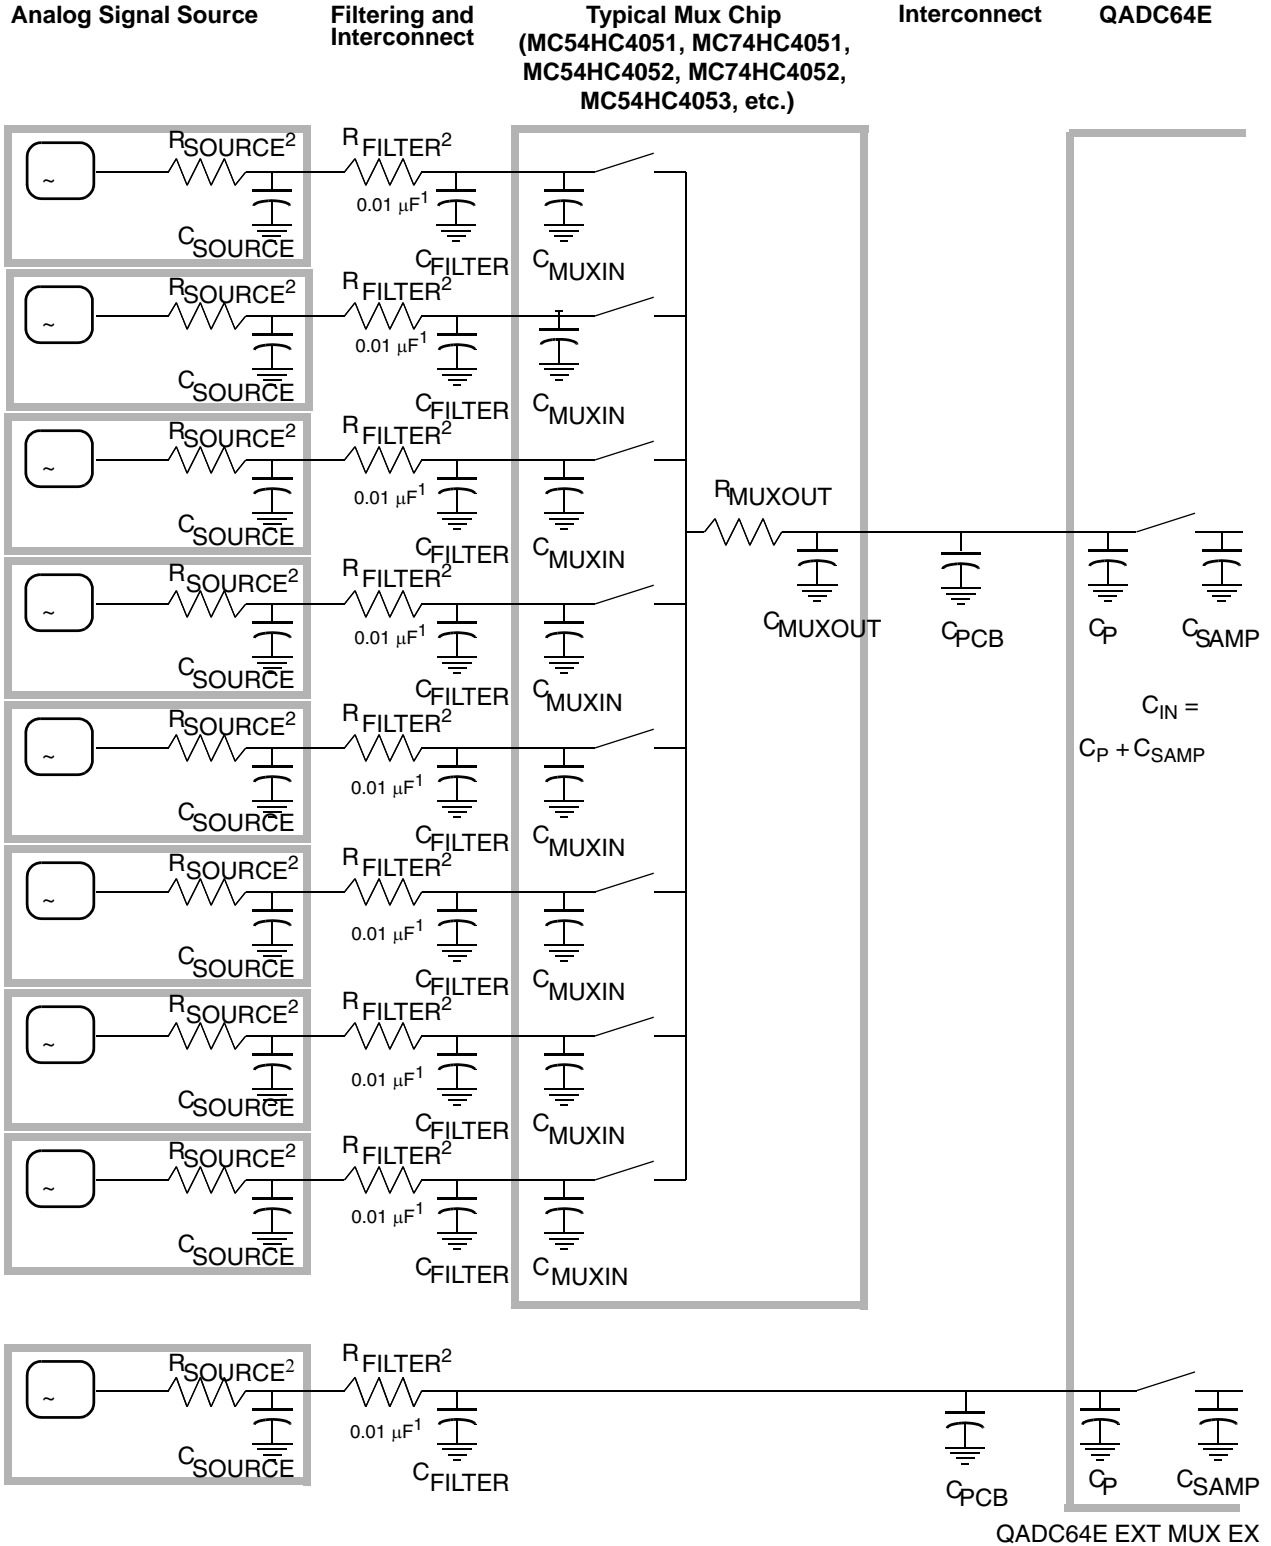 Analog Signal Source
Filtering and
Interconnect
Typical Mux Chip
(MC54HC4051, MC74HC4051,
MC54HC4052, MC74HC4052,
MC54HC4053, etc.)
Interconnect
QADC64E
~
RSOURCE2
CSOURCE
RFILTER2
0.01 μF1
CFILTER
CMUXIN
~
RSOURCE2
CSOURCE
RFILTER2
0.01 μF1
CFILTER
CMUXIN
~
RSOURCE2
CSOURCE
RFILTER2
0.01 μF1
CFILTER
CMUXIN
~
RSOURCE2
CSOURCE
RFILTER2
0.01 μF1
CFILTER
CMUXIN
~
RSOURCE2
CSOURCE
RFILTER2
0.01 μF1
CFILTER
CMUXIN
~
RSOURCE2
CSOURCE
RFILTER2
0.01 μF1
CFILTER
CMUXIN
~
RSOURCE2
CSOURCE
RFILTER2
0.01 μF1
CFILTER
CMUXIN
~
RSOURCE2
CSOURCE
RFILTER2
0.01 μF1
CFILTER
CMUXIN
RMUXOUT
CMUXOUT
CPCB
CP
CSAMP
CIN =
CP + CSAMP
~
RSOURCE2
CSOURCE
RFILTER2
0.01 μF1
CFILTER
CPCB
CP
CSAMP
QADC64E EXT MUX EX